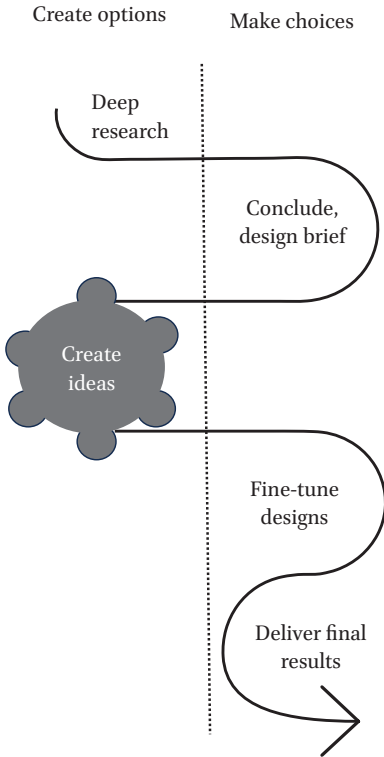 Create options
Make choices
Deep
research
Conclude,
design brief
Create
ideas
Fine-tune
designs
Deliver final
results